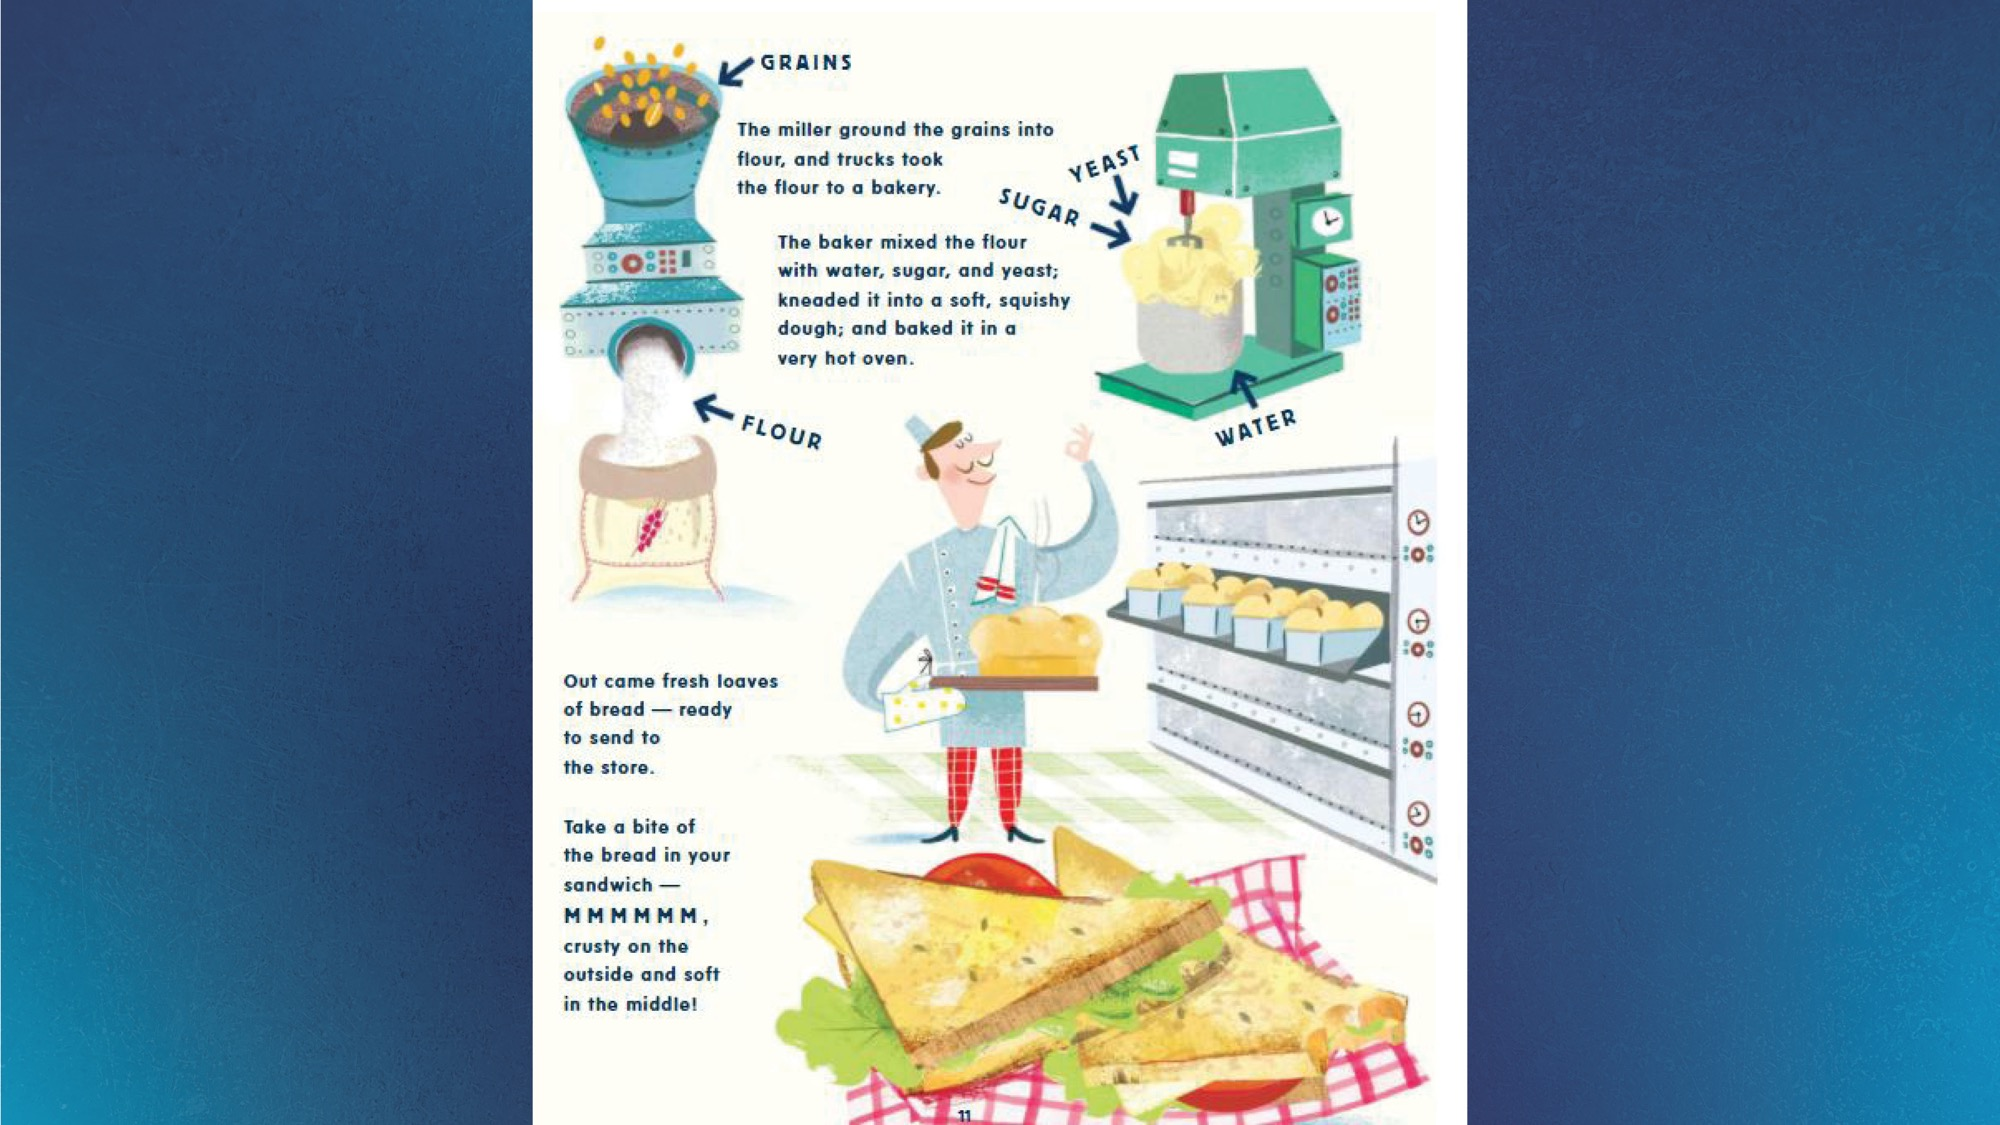 GRAINS
The miller ground the grains into
flour, and trucks took
the flour to a bakery.
YEAST
SUGAR
The baker mixed the flour
with water, sugar, and yeast;
kneaded it into a soft, squishy
dough; and baked it in a
very hot oven.
WATER
FLOUR
Out came fresh loaves
of bread — ready
to send to
the store.
Take a bite of
the bread in your
sandwich —
MMMMMM,
crusty on the
outside and soft
in the middle!
11